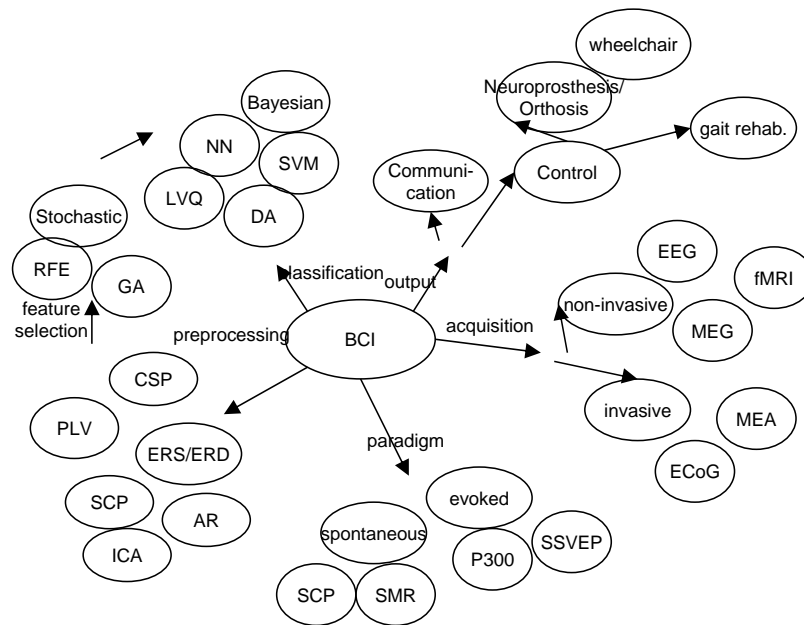 wheelchair
Neuroprosthesis/
Orthosis
Bayesian
gait rehab.
NN
SVM
Communi-
cation
Control
LVQ
DA
Stochastic
RFE
GA
EEG
fMRI
feature
selection
lassification
output
non-invasive
MEG
preprocessing
BCI
acquisition
CSP
PLV
ERS/ERD
paradigm
invasive
MEA
ECoG
SCP
AR
ICA
evoked
spontaneous
P300
SSVEP
SCP
SMR